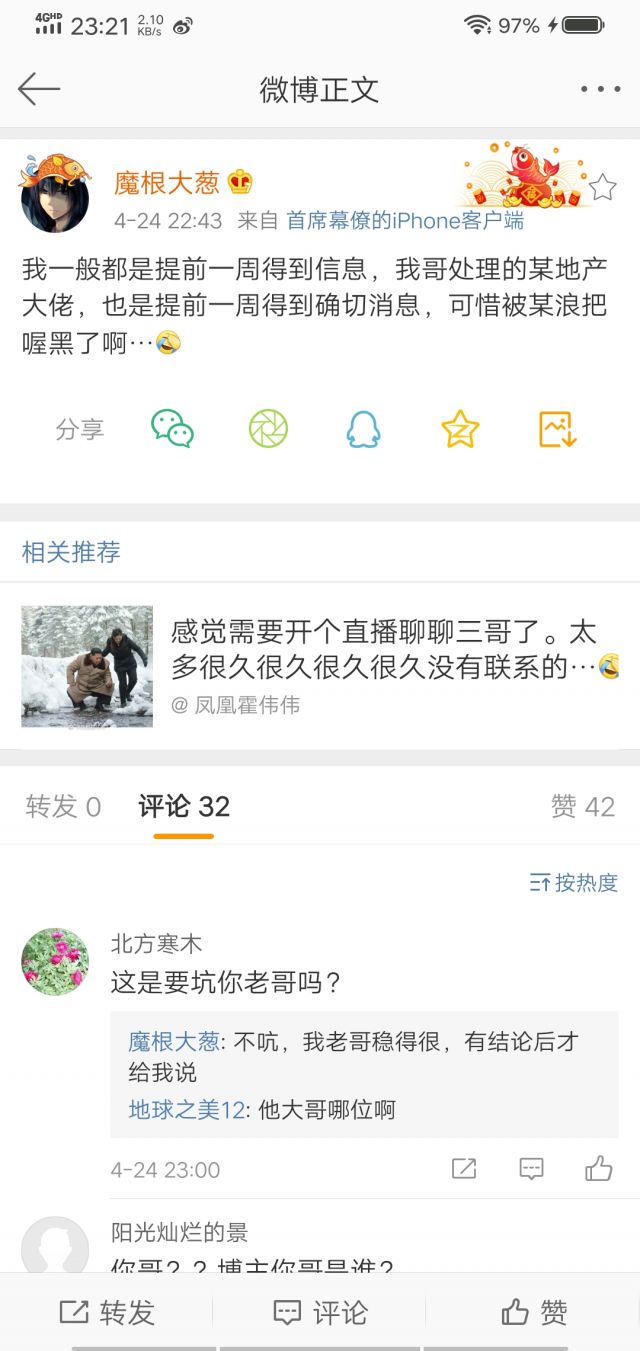 4GHD 23:21 2.10 KB/s 97%
微博正文
魔根大葱
4-24 22:43 来自 首席幕僚的iPhone客户端
我一般都是提前一周得到信息，我哥处理的某地产
大佬，也是提前一周得到确切消息，可惜被某浪把
喔黑了啊…
分享
相关推荐
感觉需要开个直播聊聊三哥了。太
多很久很久很久很久没有联系的…
@ 凤凰霍伟伟
转发 0 评论 32 赞 42
按热度
北方寒木
这是要坑你老哥吗？
魔根大葱: 不吭，我老哥稳得很，有结论后才
给我说
地球之美12: 他大哥哪位啊
4-24 23:00
阳光灿烂的景
你哥？？博主你哥是谁？
转发 评论 赞